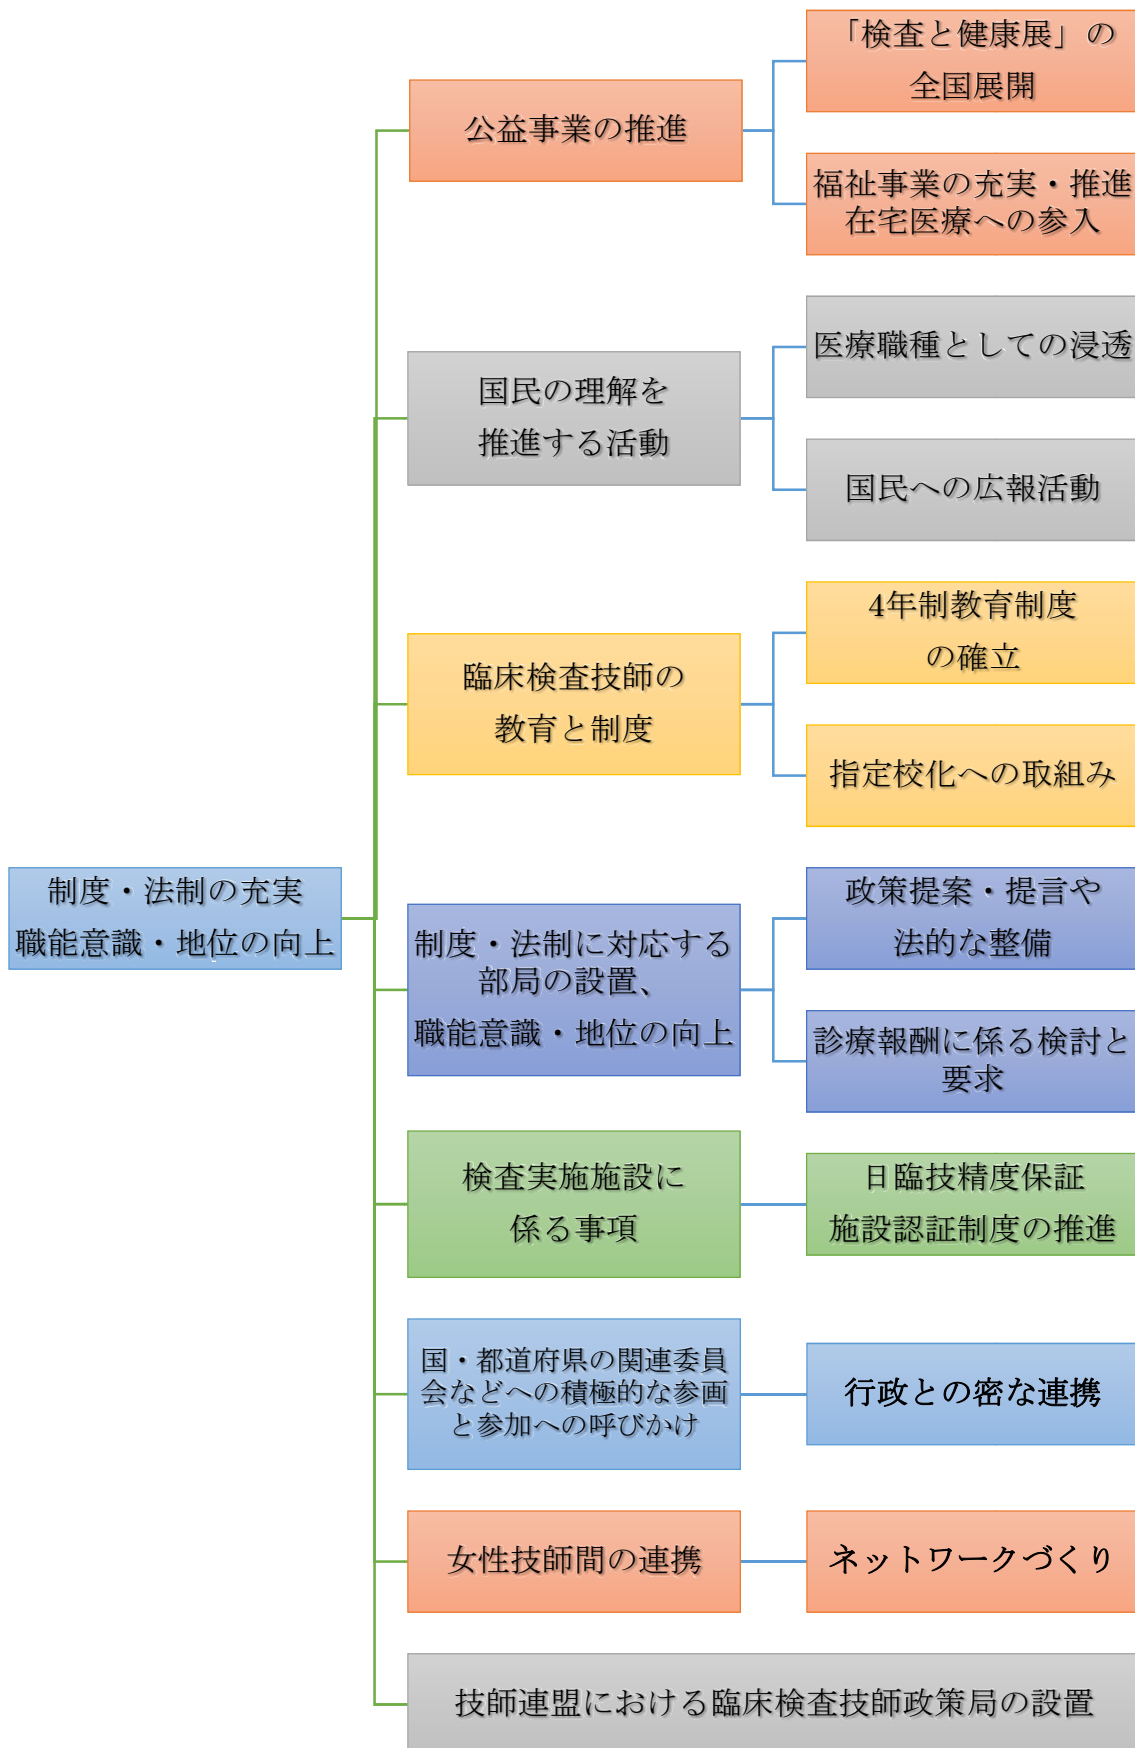 制度・法制の充実
職能意識・地位の向上
公益事業の推進
「検査と健康展」の
全国展開
福祉事業の充実・推進
在宅医療への参入
国民の理解を
推進する活動
医療職種としての浸透
国民への広報活動
臨床検査技師の
教育と制度
4年制教育制度
の確立
指定校化への取組み
制度・法制に対応する
部局の設置、
職能意識・地位の向上
政策提案・提言や
法的な整備
診療報酬に係る検討と
要求
検査実施施設に
係る事項
日臨技精度保証
施設認証制度の推進
国・都道府県の関連委員
会などへの積極的な参画
と参加への呼びかけ
行政との密な連携
女性技師間の連携
ネットワークづくり
技師連盟における臨床検査技師政策局の設置